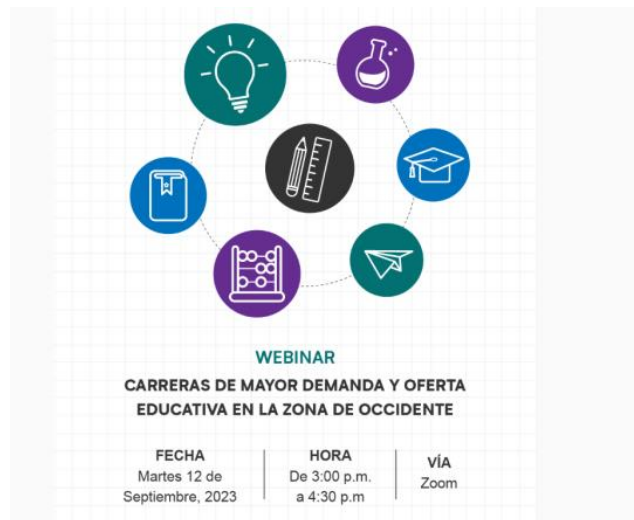 WEBINAR
CARRERAS DE MAYOR DEMANDA Y OFERTA
EDUCATIVA EN LA ZONA DE OCCIDENTE
FECHA
Martes 12 de
Septiembre, 2023
HORA
De 3:00 p.m.
a 4:30 p.m
VÍA
Zoom